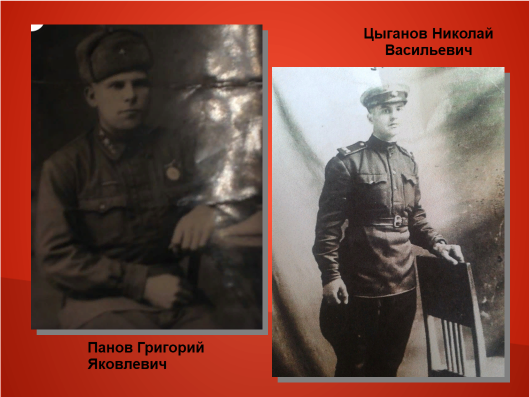 Цыганов Николай
Васильевич
Панов Григорий
Яковлевич